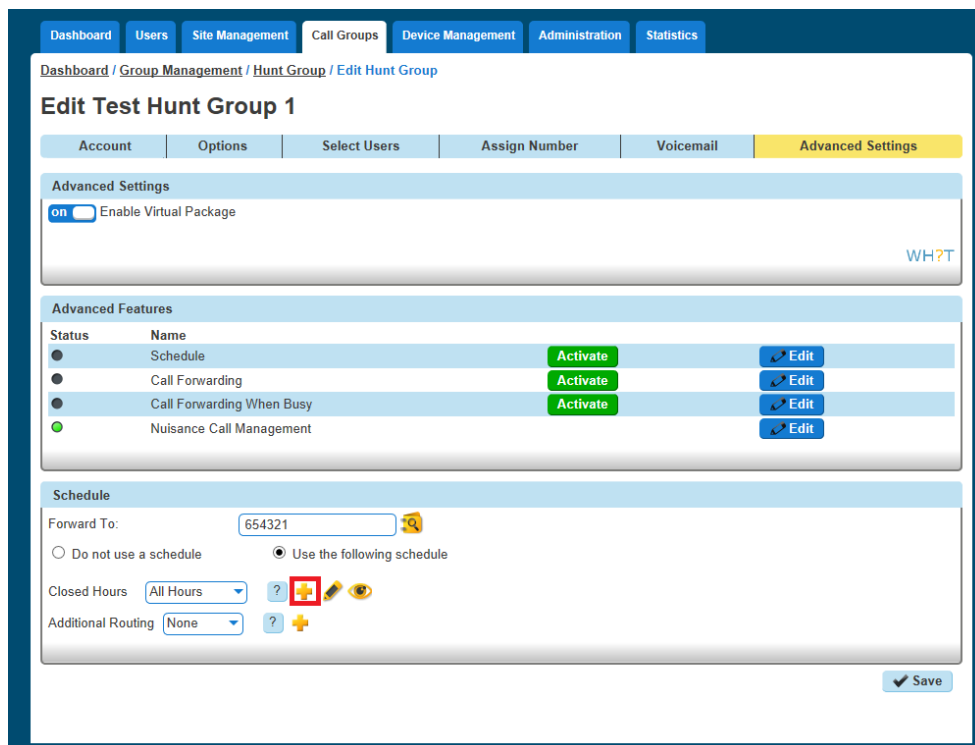 Dashboard Users Site Management Call Groups Device Management Administration Statistics
Dashboard / Group Management / Hunt Group / Edit Hunt Group
Edit Test Hunt Group 1
Account Options Select Users Assign Number Voicemail Advanced Settings
Advanced Settings
on Enable Virtual Package
WH?T
Advanced Features
Status Name
Schedule Activate Edit
Call Forwarding Activate Edit
Call Forwarding When Busy Activate Edit
Nuisance Call Management Edit
Schedule
Forward To: 654321
Do not use a schedule Use the following schedule
Closed Hours All Hours ?
Additional Routing None ?
Save